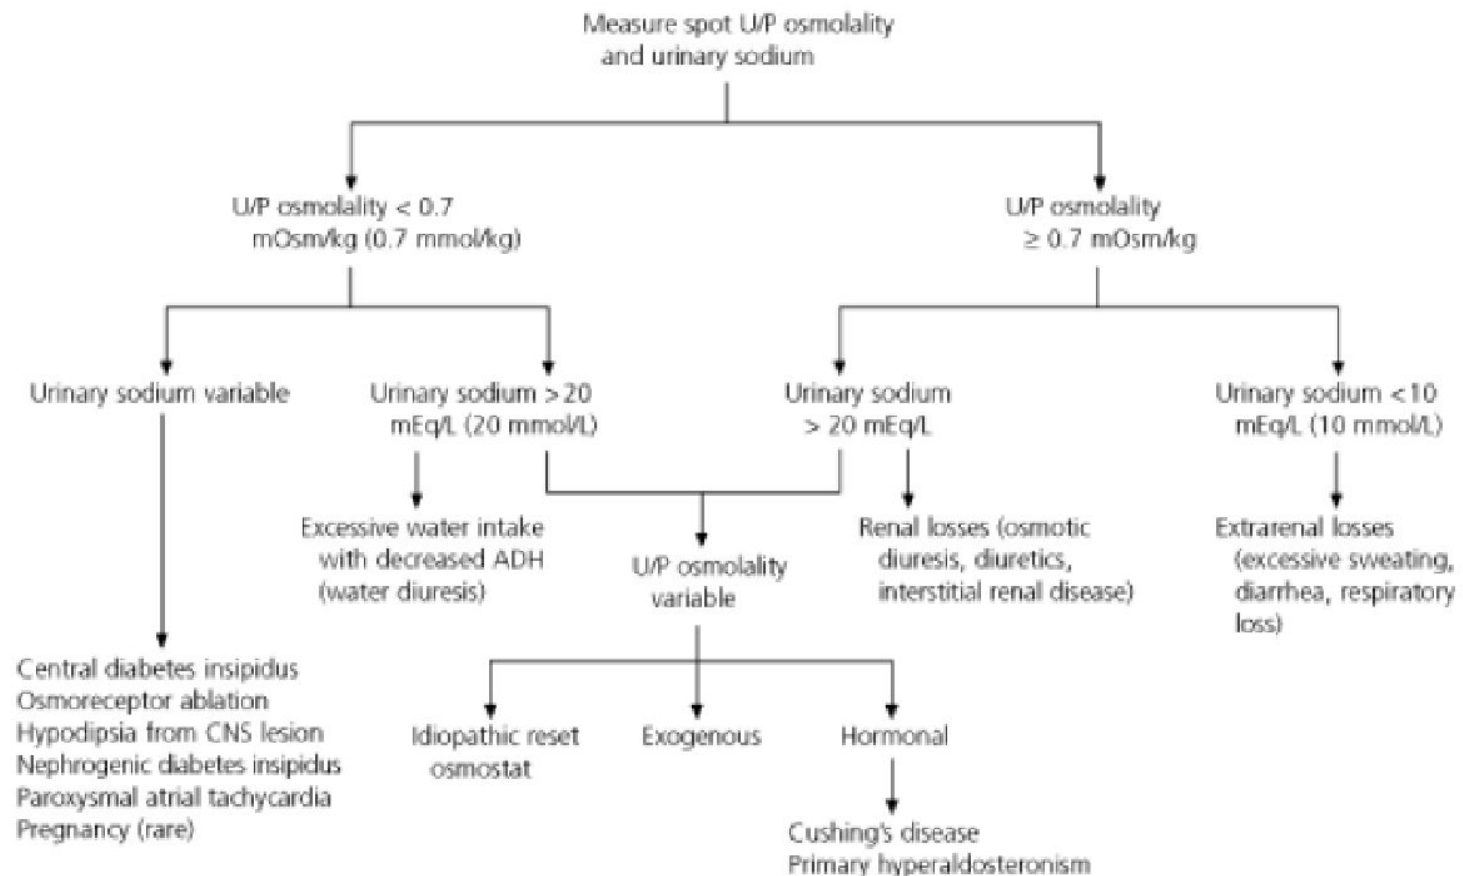 Measure spot U/P osmolality
and urinary sodium
U/P osmolality < 0.7
mOsm/kg (0.7 mmol/kg)
U/P osmolality
≥ 0.7 mOsm/kg
Urinary sodium variable
Urinary sodium >20
mEq/L (20 mmol/L)
Urinary sodium
> 20 mEq/L
Urinary sodium <10
mEq/L (10 mmol/L)
Excessive water intake
with decreased ADH
(water diuresis)
U/P osmolality
variable
Renal losses (osmotic
diuresis, diuretics,
interstitial renal disease)
Extrarenal losses
(excessive sweating,
diarrhea, respiratory
loss)
Central diabetes insipidus
Osmoreceptor ablation
Hypodipsia from CNS lesion
Nephrogenic diabetes insipidus
Paroxysmal atrial tachycardia
Pregnancy (rare)
Idiopathic reset
osmostat
Exogenous
Hormonal
Cushing's disease
Primary hyperaldosteronism